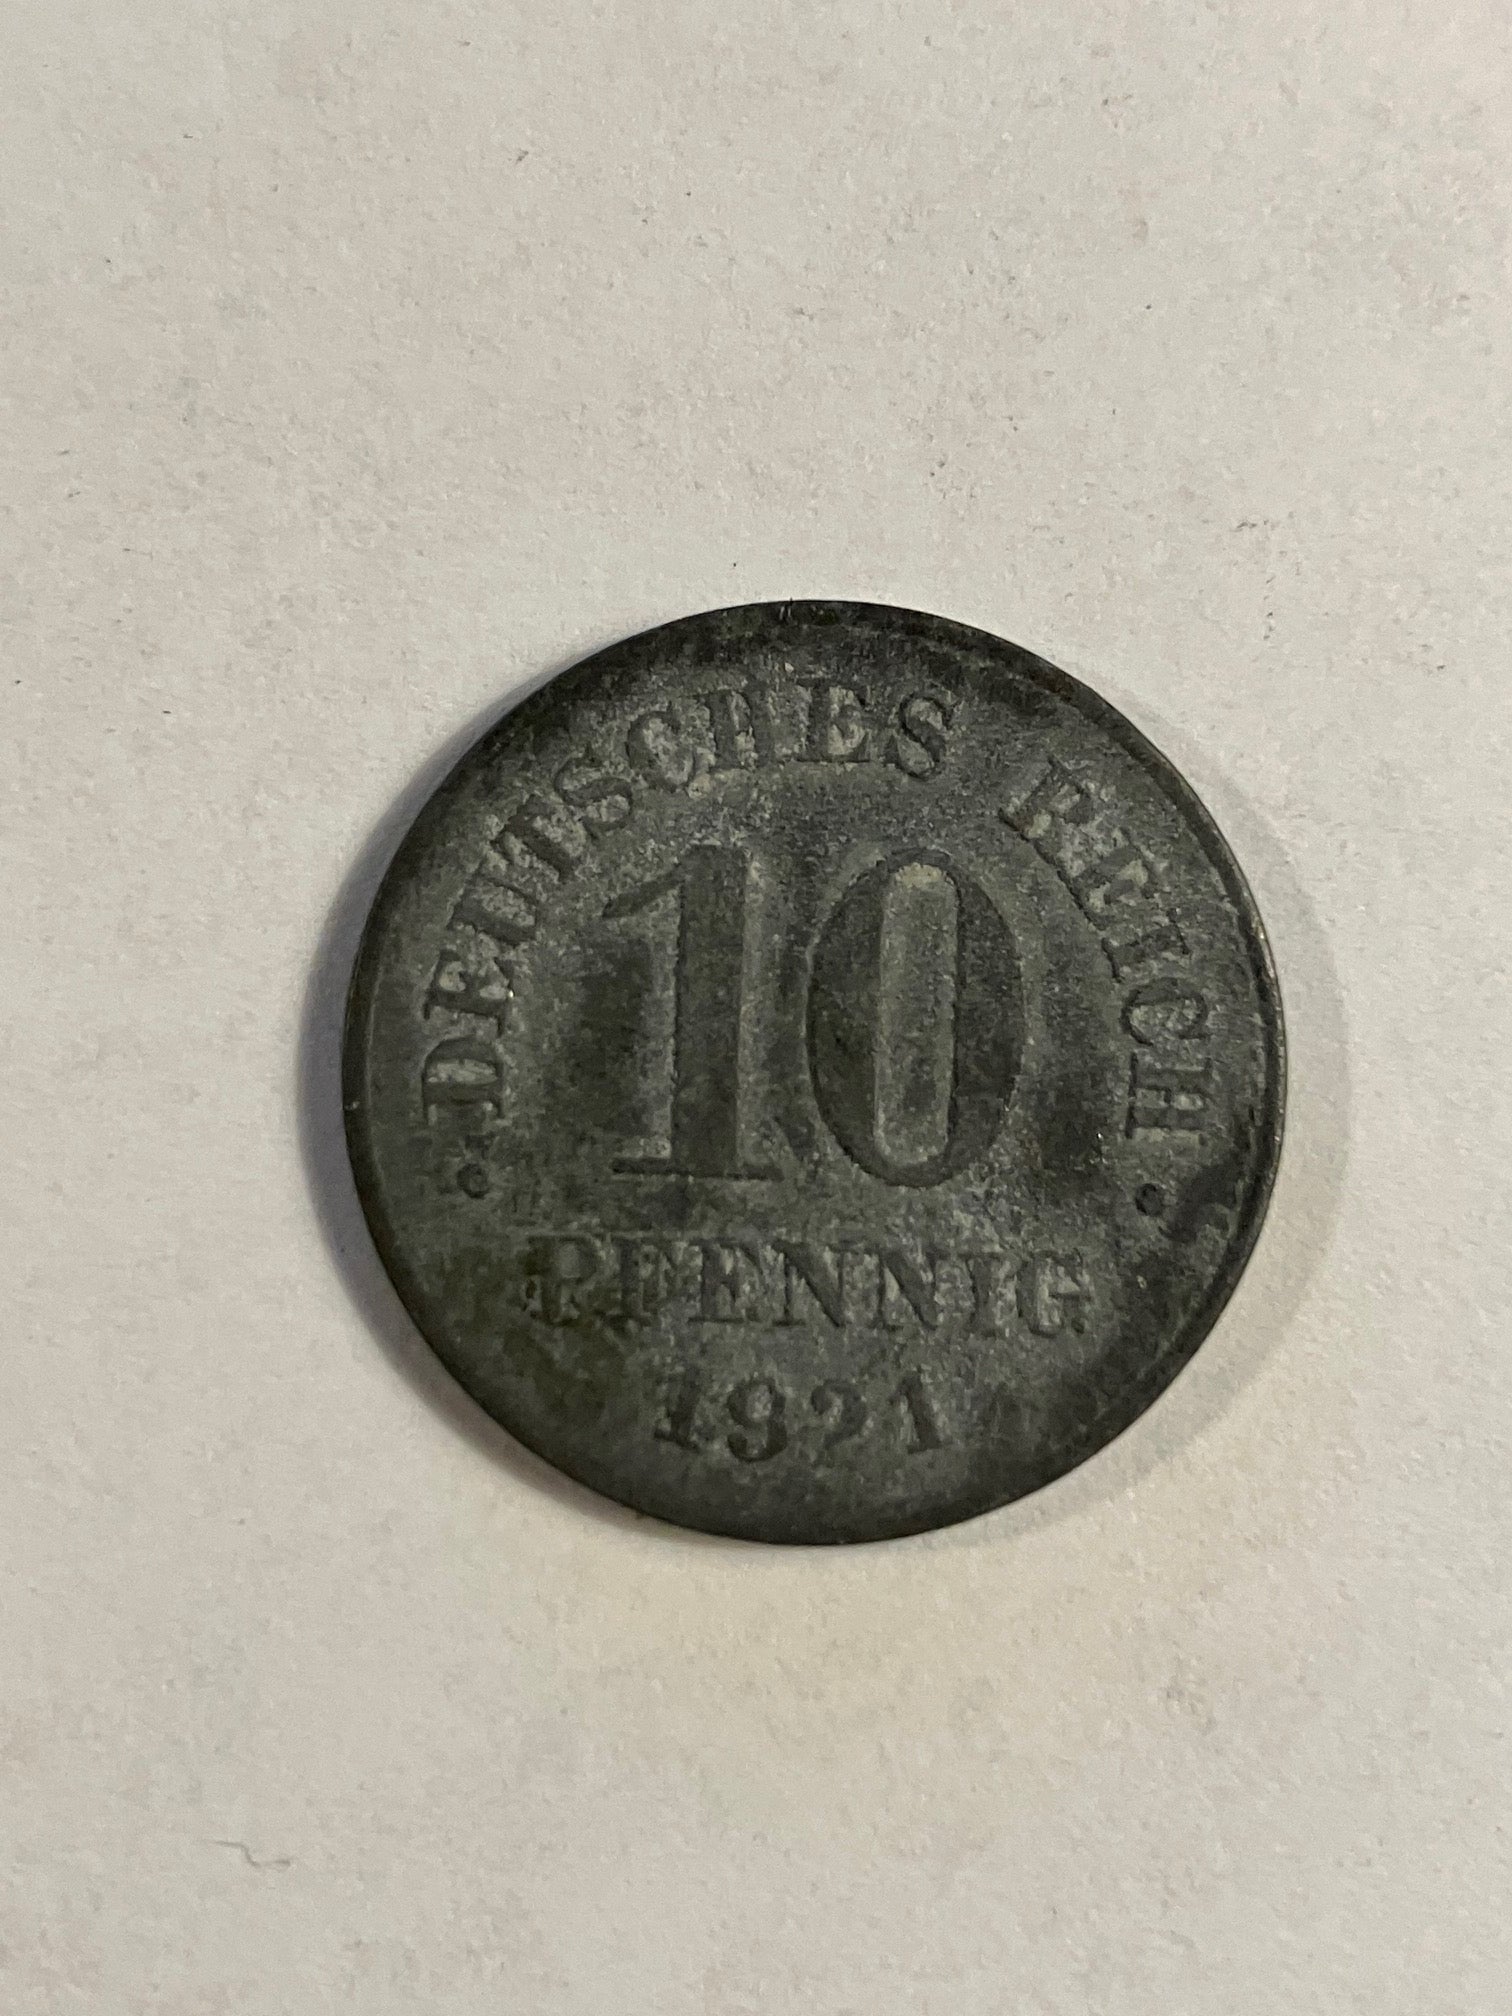 · DEUTSCHES REICH ·
10
PFENNIG
1921